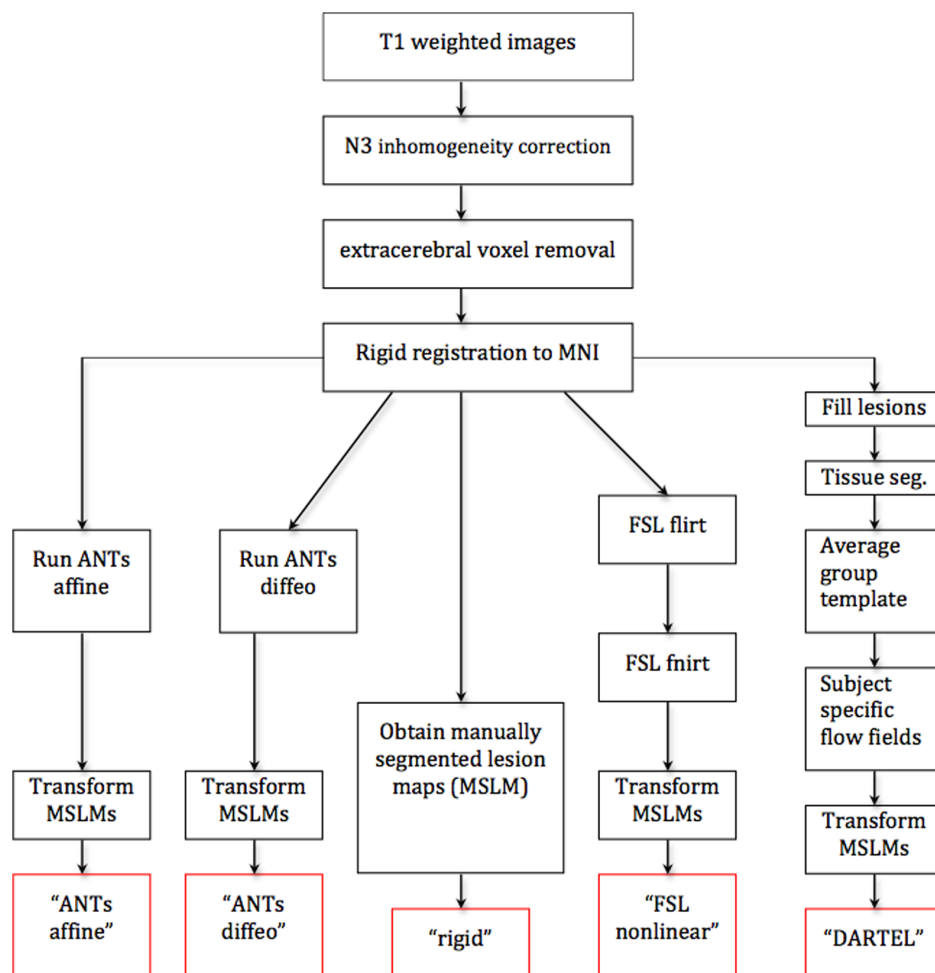 T1 weighted images
N3 inhomogeneity correction
extracerebral voxel removal
Rigid registration to MNI
Run ANTs
affine
Transform
MSLMs
“ANTs
affine”
Run ANTs
diffeo
Transform
MSLMs
“ANTs
diffeo”
Obtain manually
segmented lesion
maps (MSLM)
“rigid”
FSL flirt
FSL fnirt
Transform
MSLMs
“FSL
nonlinear”
Fill lesions
Tissue seg.
Average
group
template
Subject
specific
flow fields
Transform
MSLMs
“DARTEL”